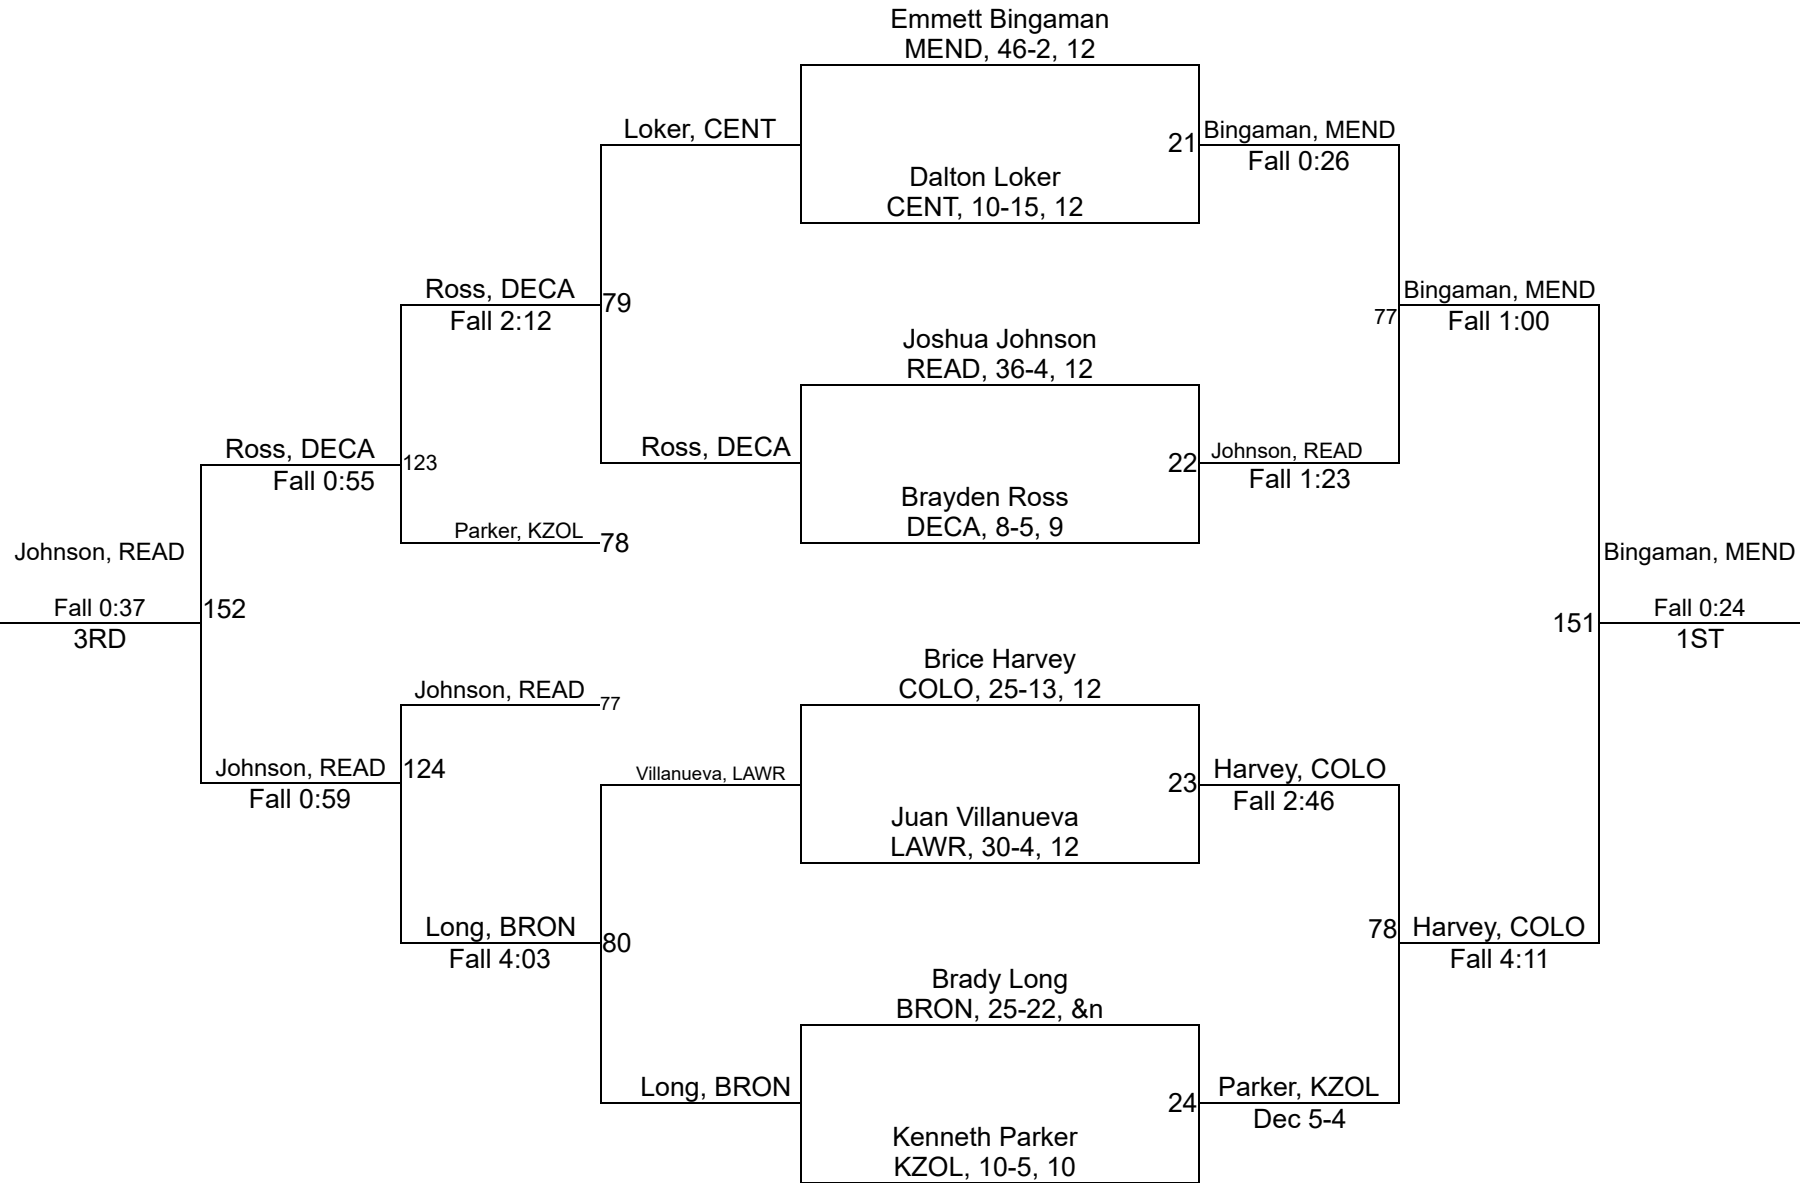 Emmett Bingaman
MEND, 46-2, 12
Loker, CENT
21
Bingaman, MEND
Fall 0:26
Dalton Loker
CENT, 10-15, 12
Ross, DECA
Fall 2:12
79
Bingaman, MEND
77
Fall 1:00
Joshua Johnson
READ, 36-4, 12
Ross, DECA
Fall 0:55
123
Ross, DECA
22
Johnson, READ
Fall 1:23
Brayden Ross
DECA, 8-5, 9
Parker, KZOL
78
Johnson, READ
Fall 0:37
3RD
152
Bingaman, MEND
151
Fall 0:24
1ST
Brice Harvey
COLO, 25-13, 12
Johnson, READ
77
Johnson, READ
Fall 0:59
124
Villanueva, LAWR
23
Harvey, COLO
Fall 2:46
Juan Villanueva
LAWR, 30-4, 12
Long, BRON
Fall 4:03
80
78
Harvey, COLO
Fall 4:11
Brady Long
BRON, 25-22, &n
Long, BRON
24
Parker, KZOL
Dec 5-4
Kenneth Parker
KZOL, 10-5, 10